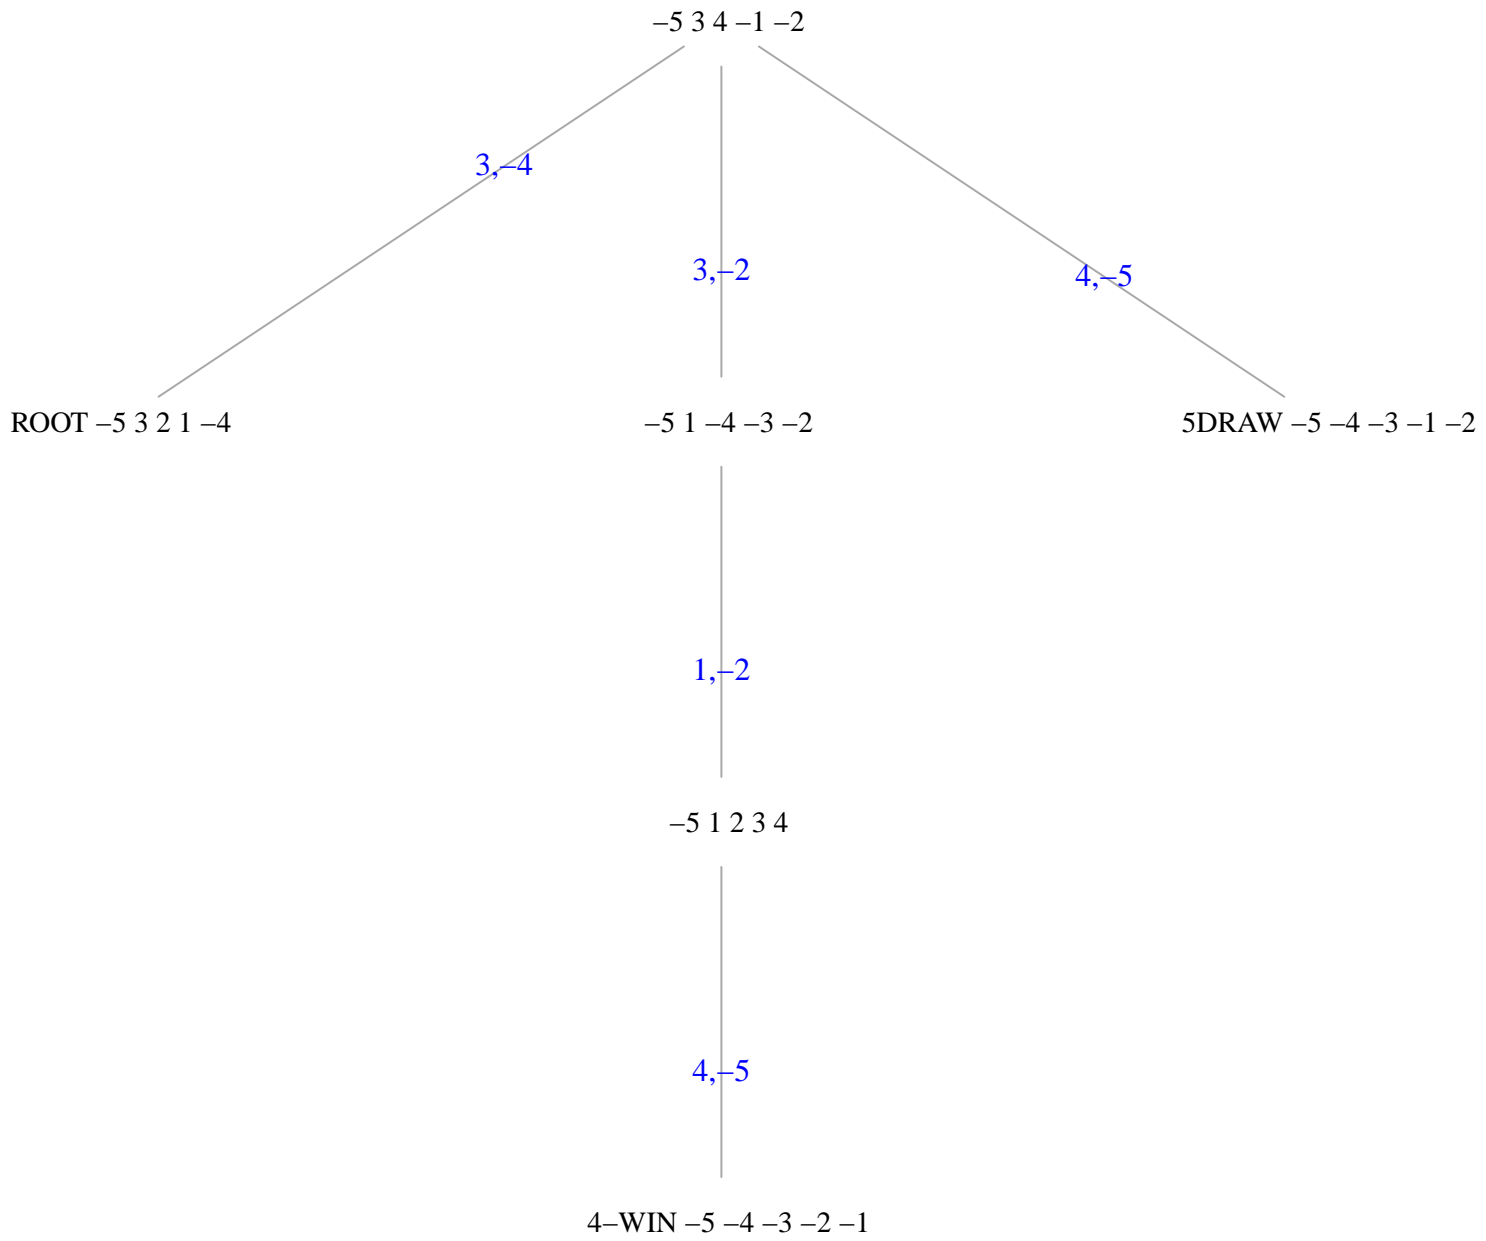 –5 3 4 –1 –2
3,–4
3,–2
4,–5
ROOT –5 3 2 1 –4
–5 1 –4 –3 –2
5DRAW –5 –4 –3 –1 –2
1,–2
–5 1 2 3 4
4,–5
4–WIN –5 –4 –3 –2 –1